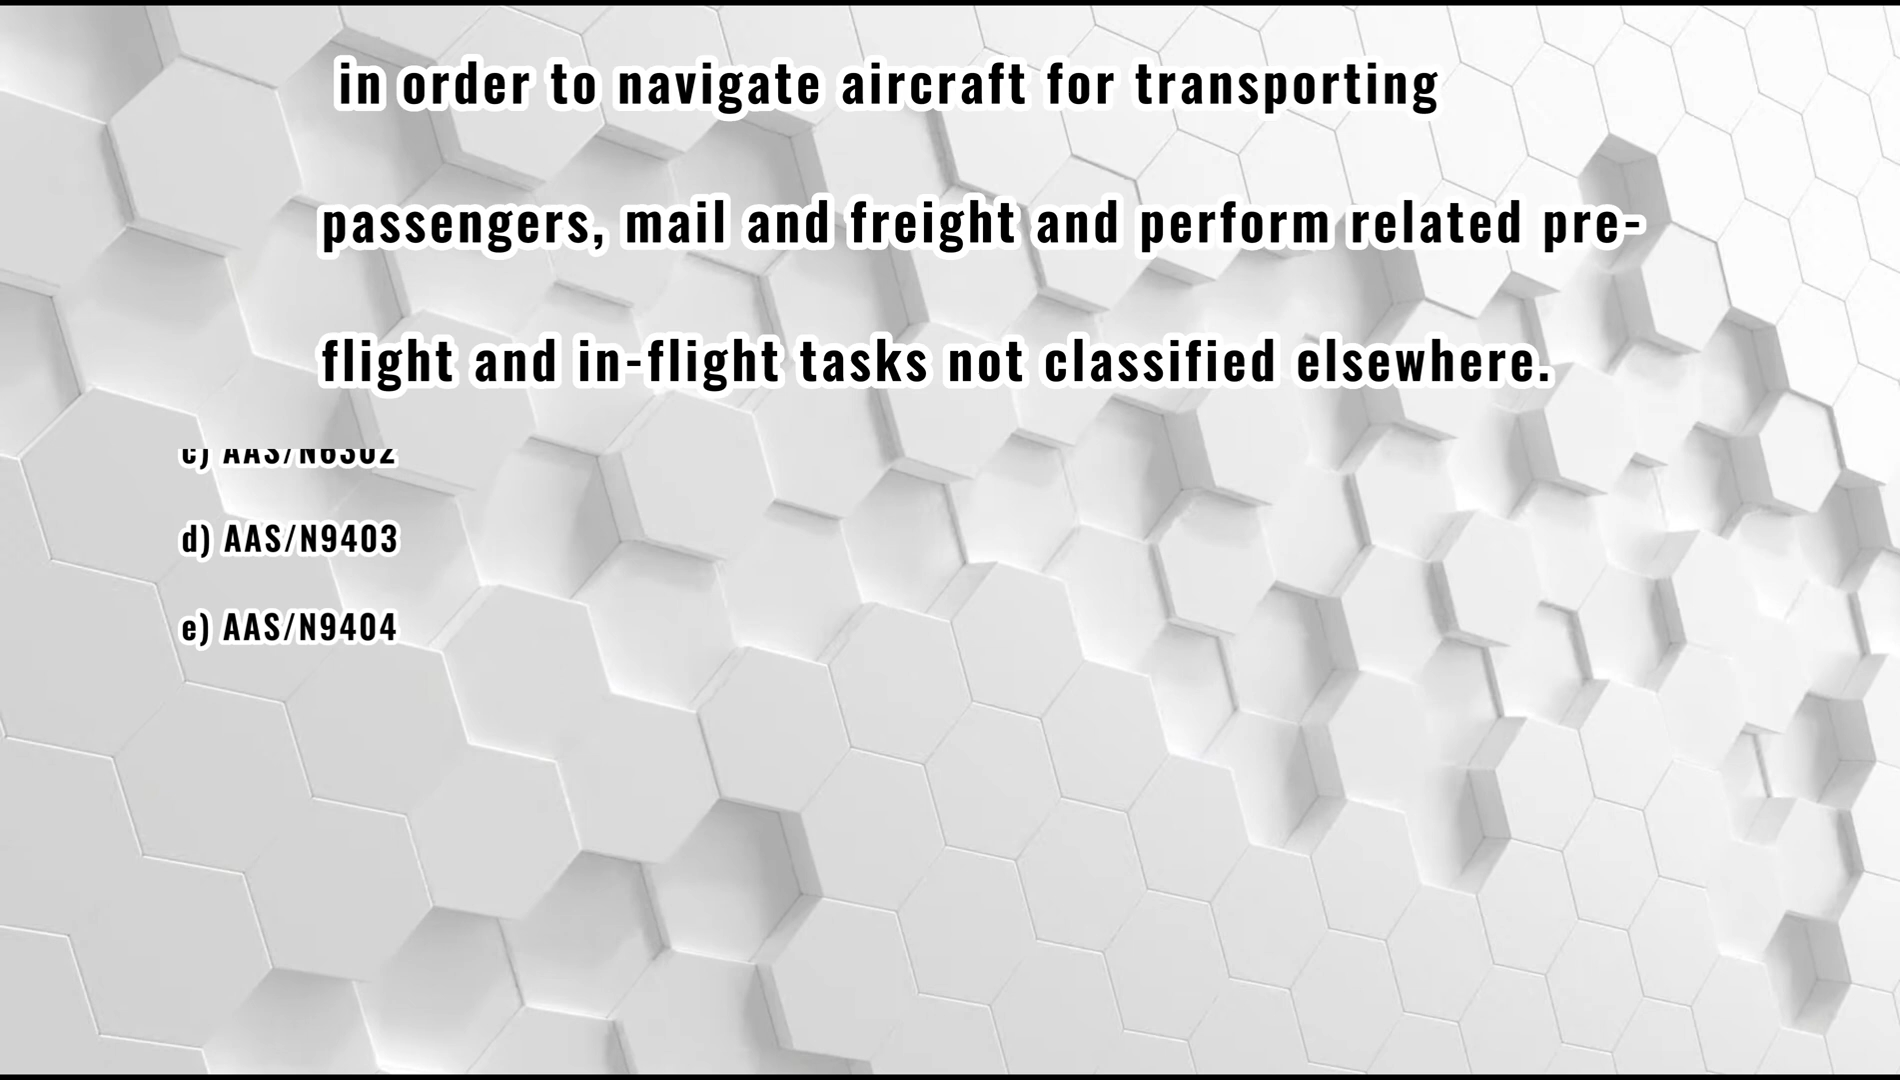 in order to navigate aircraft for transporting
passengers, mail and freight and perform related pre-
flight and in-flight tasks not classified elsewhere.
c) AAS/N6302
d) AAS/N9403
e) AAS/N9404